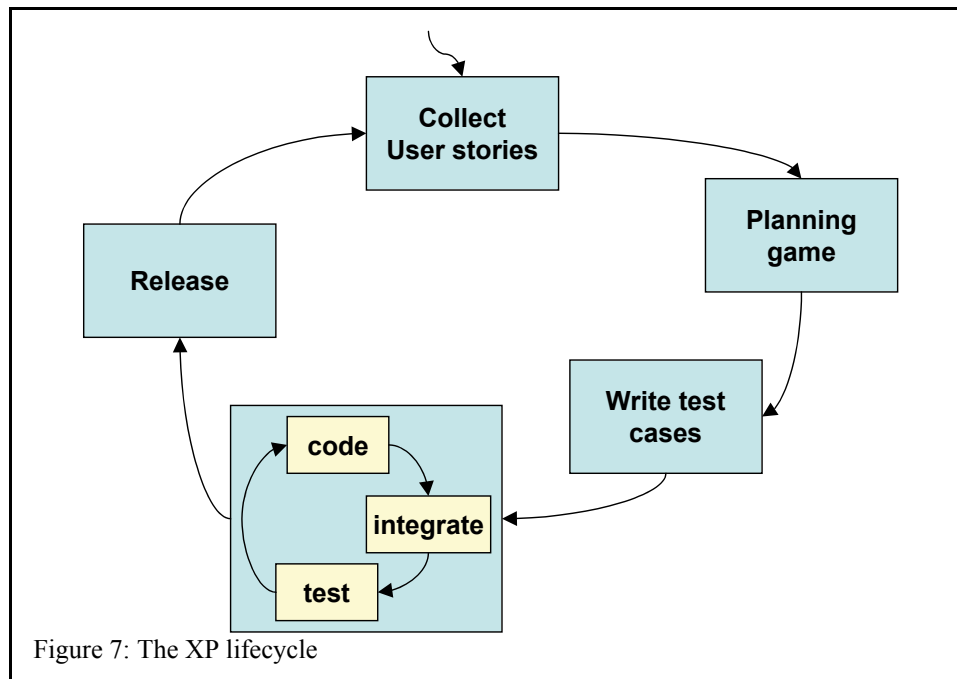 Collect
User stories
Planning
game
Release
Write test
cases
code
integrate
test
Figure 7: The XP lifecycle